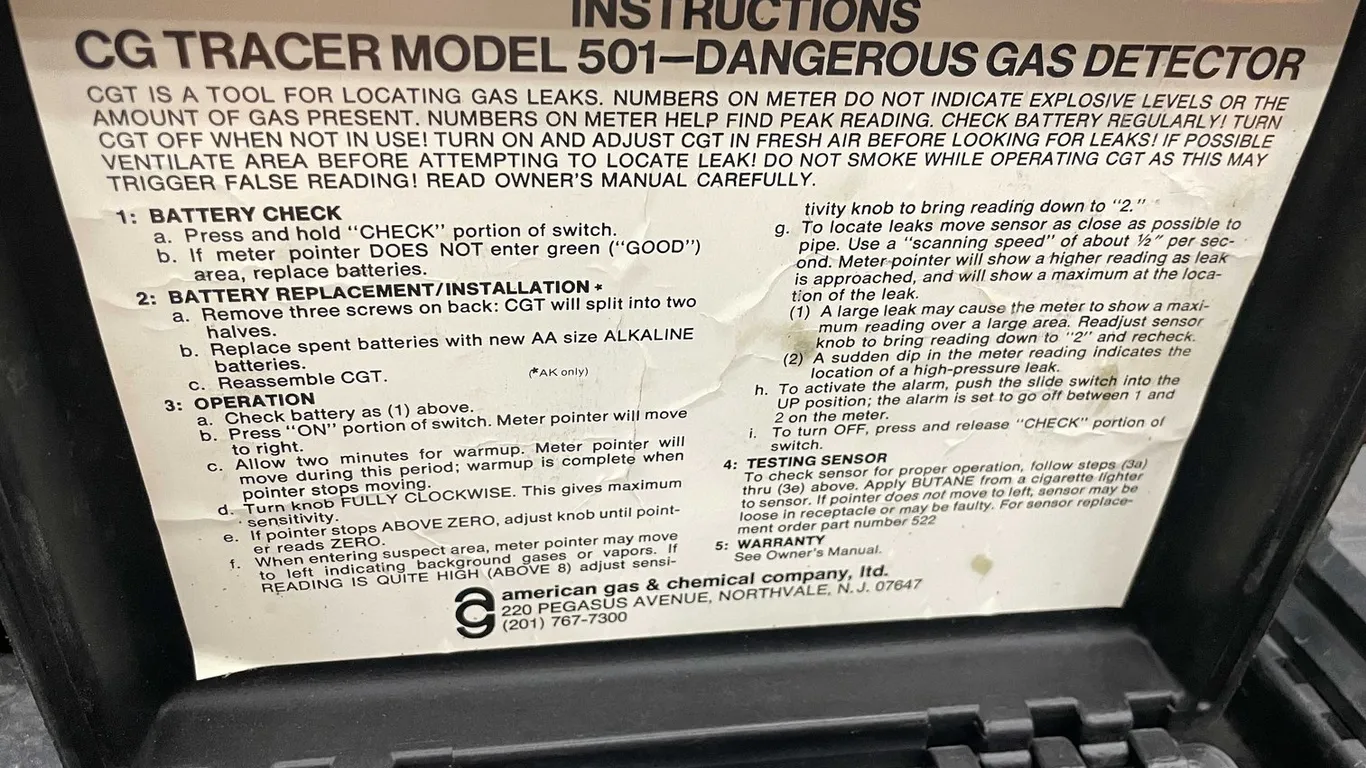 INSTRUCTIONS
CG TRACER MODEL 501—DANGEROUS GAS DETECTOR
CGT IS A TOOL FOR LOCATING GAS LEAKS. NUMBERS ON METER DO NOT INDICATE EXPLOSIVE LEVELS OR THE
AMOUNT OF GAS PRESENT. NUMBERS ON METER HELP FIND PEAK READING. CHECK BATTERY REGULARLY! TURN
CGT OFF WHEN NOT IN USE! TURN ON AND ADJUST CGT IN FRESH AIR BEFORE LOOKING FOR LEAKS! IF POSSIBLE
VENTILATE AREA BEFORE ATTEMPTING TO LOCATE LEAK! DO NOT SMOKE WHILE OPERATING CGT AS THIS MAY
TRIGGER FALSE READING! READ OWNER'S MANUAL CAREFULLY.
1: BATTERY CHECK
a. Press and hold "CHECK" portion of switch.
b. If meter pointer DOES NOT enter green ("GOOD")
area, replace batteries.
2: BATTERY REPLACEMENT/INSTALLATION *
a. Remove three screws on back: CGT will split into two
halves.
b. Replace spent batteries with new AA size ALKALINE
batteries.
c. Reassemble CGT. (*AK only)
3: OPERATION
a. Check battery as (1) above.
b. Press "ON" portion of switch. Meter pointer will move
to right.
c. Allow two minutes for warmup. Meter pointer will
move during this period; warmup is complete when
pointer stops moving.
d. Turn knob FULLY CLOCKWISE. This gives maximum
sensitivity.
e. If pointer stops ABOVE ZERO, adjust knob until point-
er reads ZERO.
f. When entering suspect area, meter pointer may move
to left indicating background gases or vapors. If
READING IS QUITE HIGH (ABOVE 8) adjust sensi-
tivity knob to bring reading down to "2."
g. To locate leaks move sensor as close as possible to
pipe. Use a "scanning speed" of about ½" per sec-
ond. Meter pointer will show a higher reading as leak
is approached, and will show a maximum at the loca-
tion of the leak.
(1) A large leak may cause the meter to show a maxi-
mum reading over a large area. Readjust sensor
knob to bring reading down to "2" and recheck.
(2) A sudden dip in the meter reading indicates the
location of a high-pressure leak.
h. To activate the alarm, push the slide switch into the
UP position; the alarm is set to go off between 1 and
2 on the meter.
i. To turn OFF, press and release "CHECK" portion of
switch.
4: TESTING SENSOR
To check sensor for proper operation, follow steps (3a)
thru (3e) above. Apply BUTANE from a cigarette lighter
to sensor. If pointer does not move to left, sensor may be
loose in receptacle or may be faulty. For sensor replace-
ment order part number 522
5: WARRANTY
See Owner's Manual.
american gas & chemical company, ltd.
220 PEGASUS AVENUE, NORTHVALE, N.J. 07647
(201) 767-7300